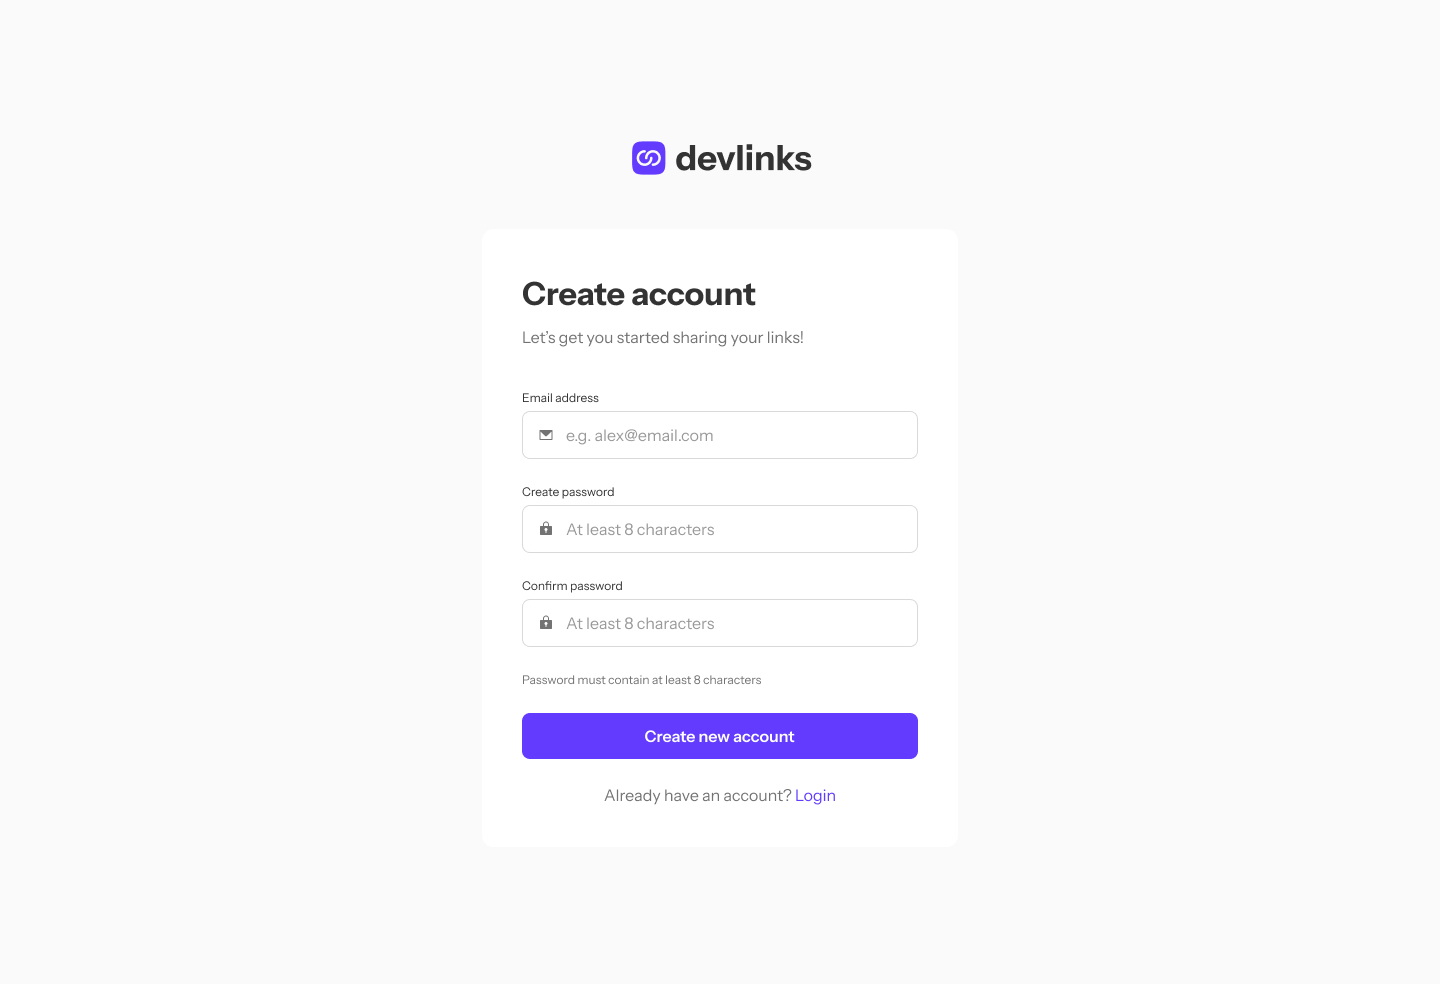 devlinks
Create account
Let’s get you started sharing your links!
Email address
e.g. alex@email.com
Create password
At least 8 characters
Confirm password
At least 8 characters
Password must contain at least 8 characters
Create new account
Already have an account? Login